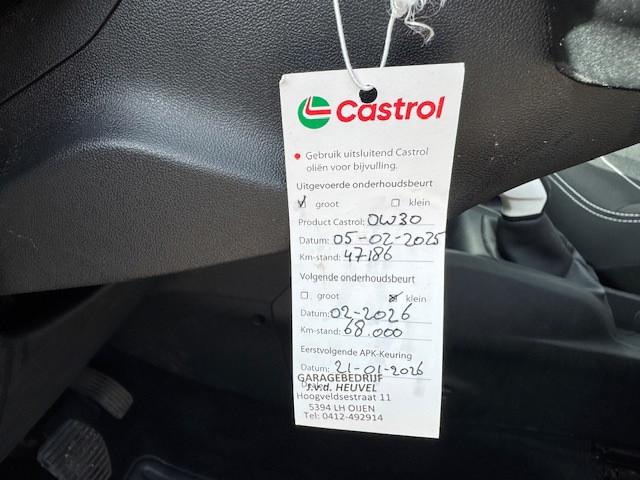 Castrol
Gebruik uitsluitend Castrol
oliën voor bijvulling.
Uitgevoerde onderhoudsbeurt
groot klein
Product Castrol: 0W30
Datum: 05-02-2025
Km-stand: 47186
Volgende onderhoudsbeurt
groot klein
Datum: 02-2026
Km-stand: 68.000
Eerstvolgende APK-Keuring
Datum: 21-01-2026
GARAGEBEDRIJF
J.v.d. HEUVEL
Hoogveldsestraat 11
5394 LH OIJEN
Tel: 0412-492914